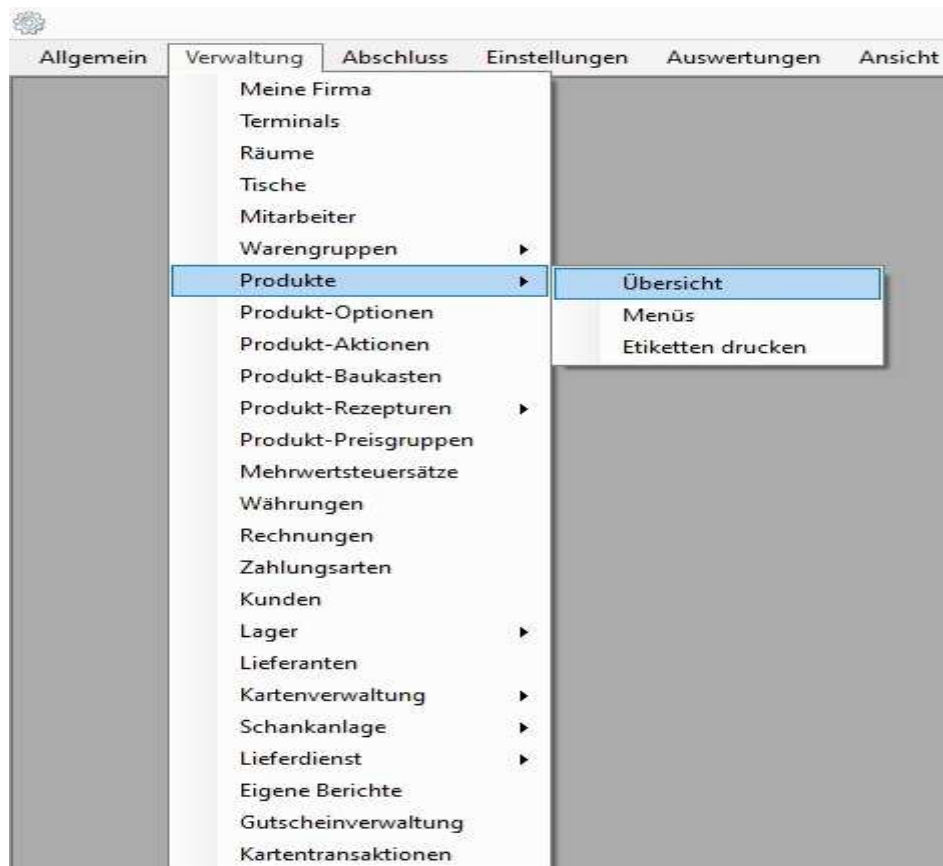 Allgemein Verwaltung Abschluss Einstellungen Auswertungen Ansicht
Meine Firma
Terminals
Räume
Tische
Mitarbeiter
Warengruppen
Produkte
Übersicht
Menüs
Etiketten drucken
Produkt-Optionen
Produkt-Aktionen
Produkt-Baukasten
Produkt-Rezepturen
Produkt-Preisgruppen
Mehrwertsteuersätze
Währungen
Rechnungen
Zahlungsarten
Kunden
Lager
Lieferanten
Kartenverwaltung
Schankanlage
Lieferdienst
Eigene Berichte
Gutscheinverwaltung
Kartentransaktionen